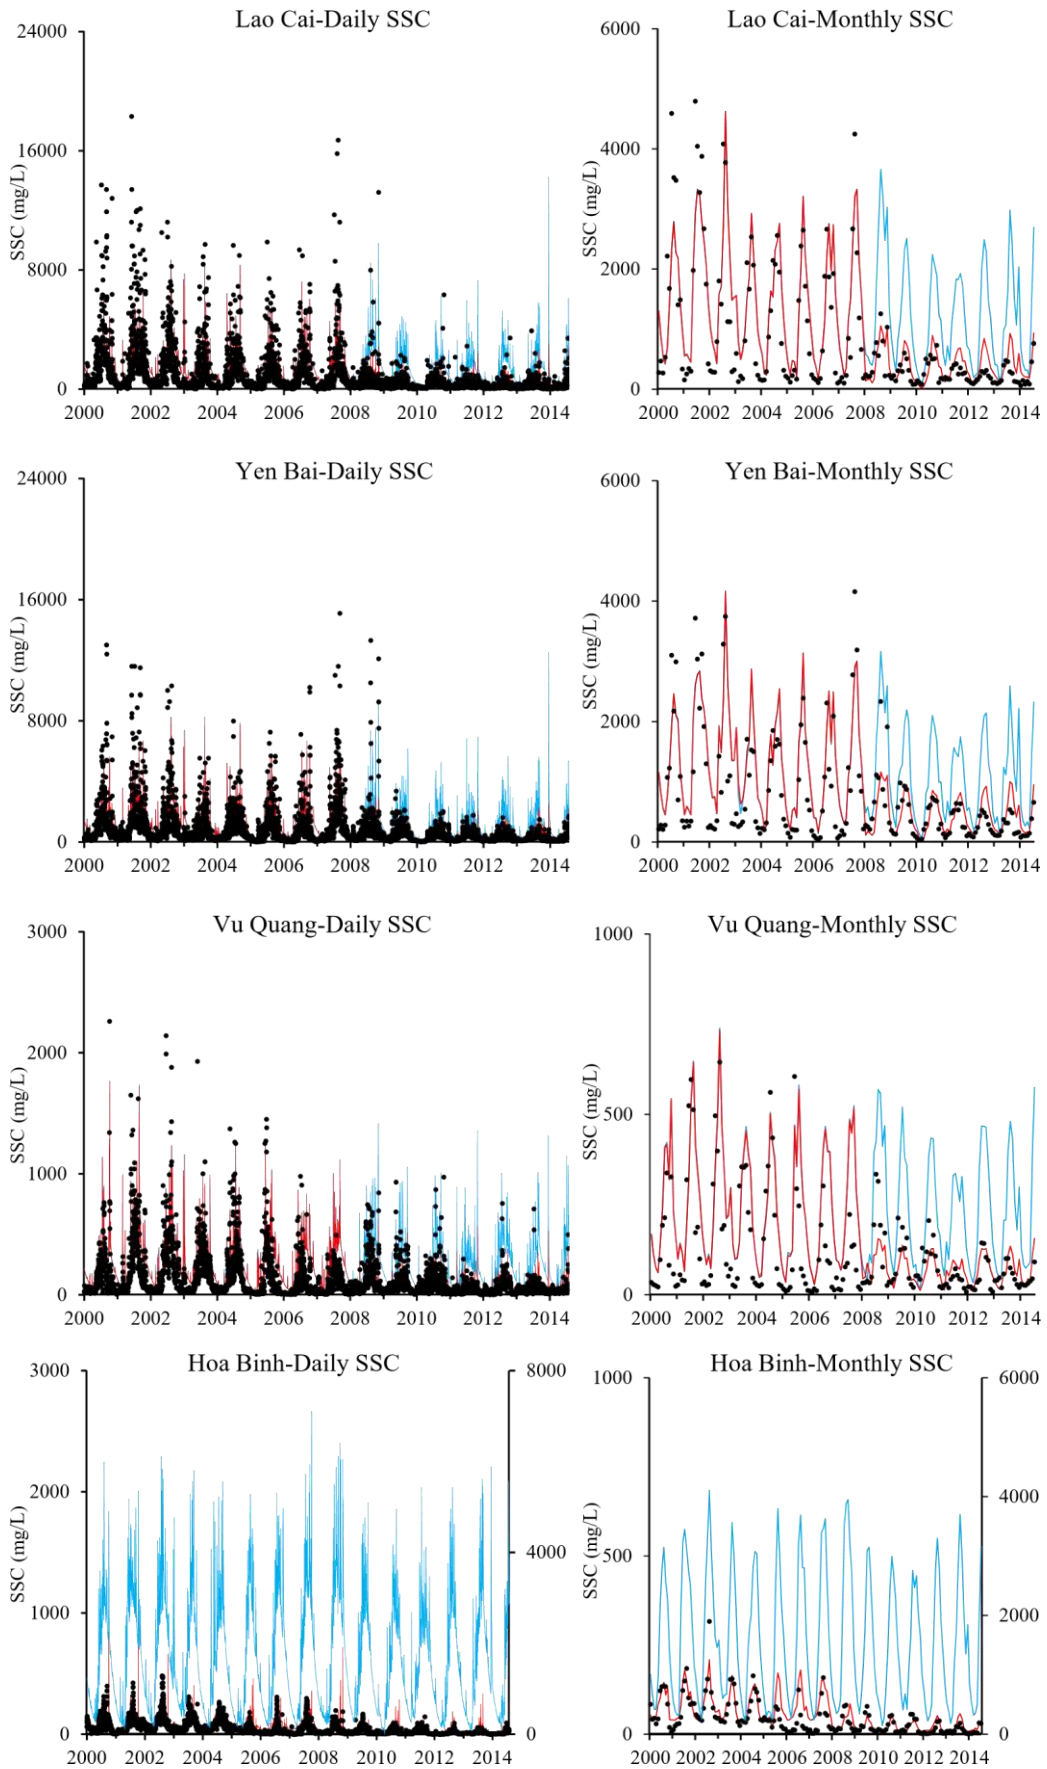 Lao Cai-Daily SSC
24000
16000
8000
0
SSC (mg/L)
2000 2002 2004 2006 2008 2010 2012 2014
Lao Cai-Monthly SSC
6000
4000
2000
0
SSC (mg/L)
2000 2002 2004 2006 2008 2010 2012 2014
Yen Bai-Daily SSC
24000
16000
8000
0
SSC (mg/L)
2000 2002 2004 2006 2008 2010 2012 2014
Yen Bai-Monthly SSC
6000
4000
2000
0
SSC (mg/L)
2000 2002 2004 2006 2008 2010 2012 2014
Vu Quang-Daily SSC
3000
2000
1000
0
SSC (mg/L)
2000 2002 2004 2006 2008 2010 2012 2014
Vu Quang-Monthly SSC
1000
500
0
SSC (mg/L)
2000 2002 2004 2006 2008 2010 2012 2014
Hoa Binh-Daily SSC
3000
2000
1000
0
SSC (mg/L)
8000
4000
0
2000 2002 2004 2006 2008 2010 2012 2014
Hoa Binh-Monthly SSC
1000
500
0
SSC (mg/L)
6000
4000
2000
0
2000 2002 2004 2006 2008 2010 2012 2014